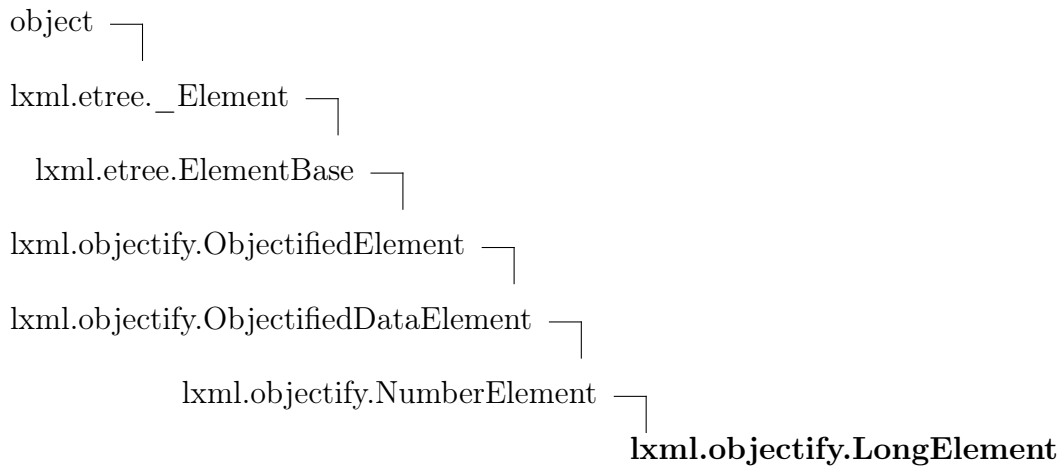 object
lxml.etree._Element
lxml.etree.ElementBase
lxml.objectify.ObjectifiedElement
lxml.objectify.ObjectifiedDataElement
lxml.objectify.NumberElement
lxml.objectify.LongElement